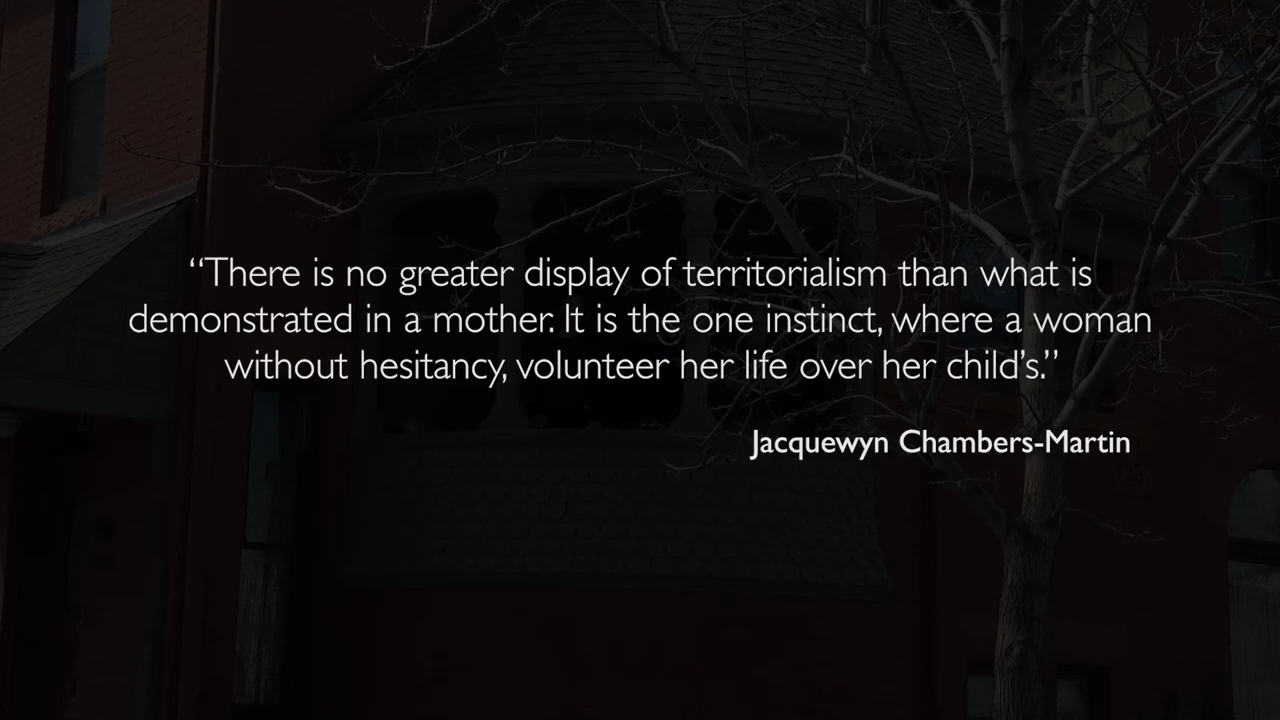 “There is no greater display of territorialism than what is
demonstrated in a mother. It is the one instinct, where a woman
without hesitancy, volunteer her life over her child’s.”
Jacquewyn Chambers-Martin